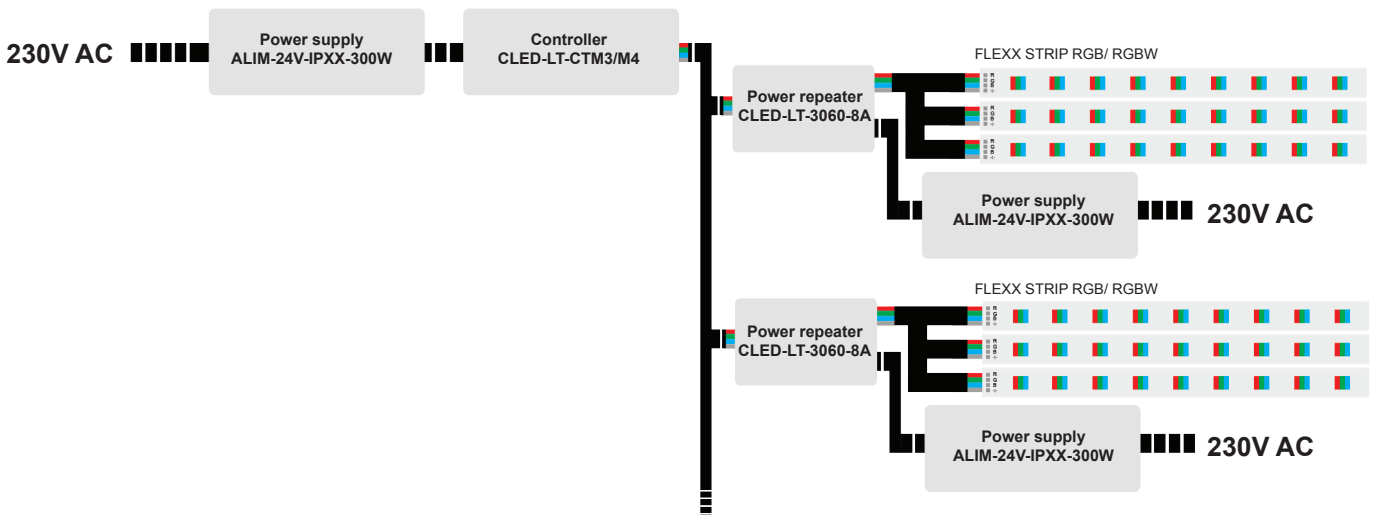 230V AC
Power supply
ALIM-24V-IPXX-300W
Controller
CLED-LT-CTM3/M4
FLEXX STRIP RGB/ RGBW
Power repeater
CLED-LT-3060-8A
R
G
B
R
G
B
R
G
B
Power supply
ALIM-24V-IPXX-300W
230V AC
FLEXX STRIP RGB/ RGBW
Power repeater
CLED-LT-3060-8A
R
G
B
R
G
B
R
G
B
Power supply
ALIM-24V-IPXX-300W
230V AC